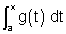 ∫ₐˣ g(t) dt